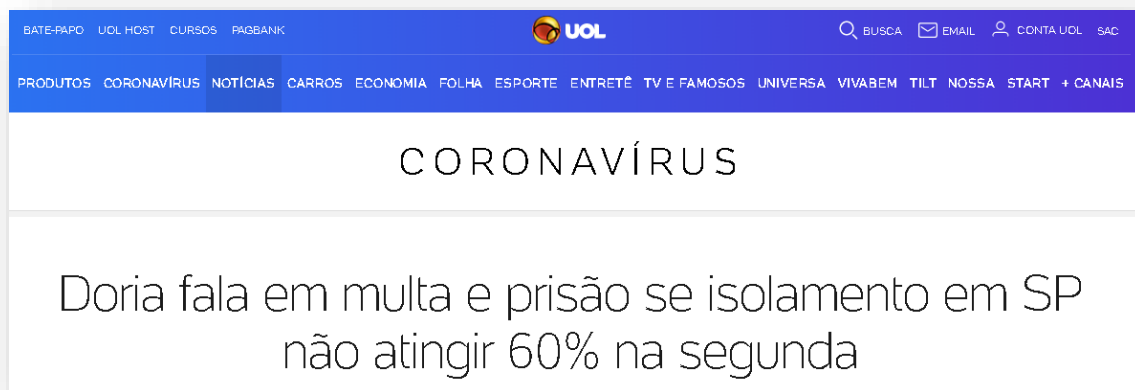 BATE-PAPO UOL HOST CURSOS PAGBANK UOL BUSCA EMAIL CONTA UOL SAC
PRODUTOS CORONAVÍRUS NOTÍCIAS CARROS ECONOMIA FOLHA ESPORTE ENTRETÊ TV E FAMOSOS UNIVERSA VIVABEM TILT NOSSA START + CANAIS
CORONAVÍRUS
Doria fala em multa e prisão se isolamento em SP
não atingir 60% na segunda